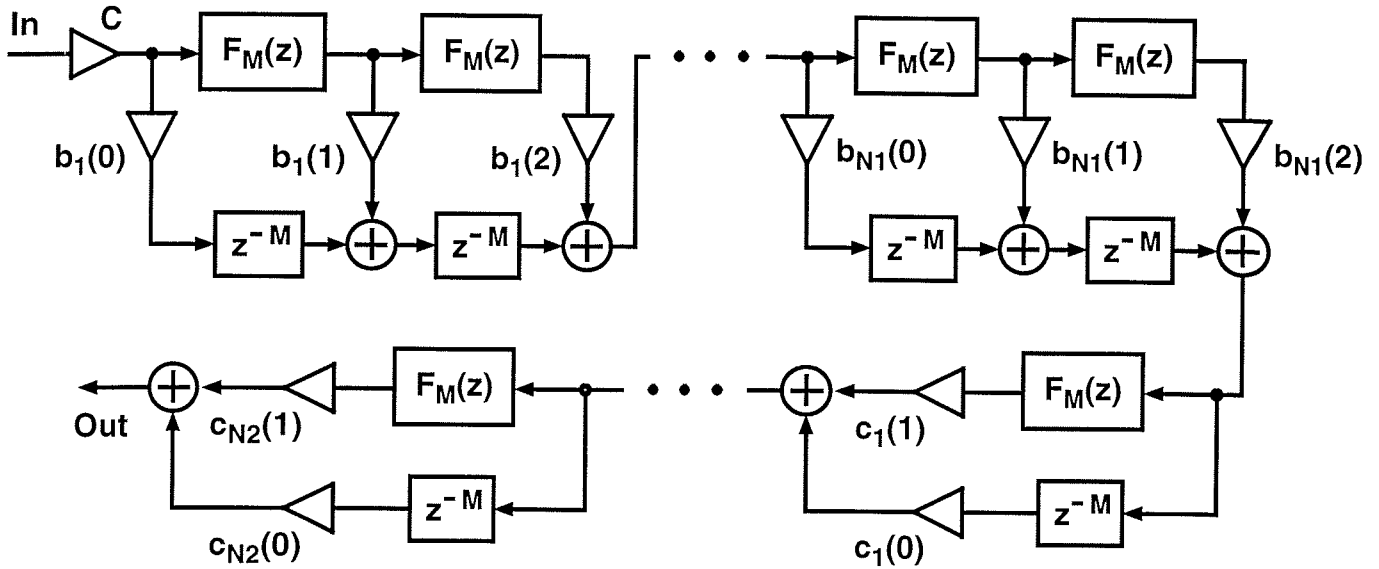 In
C
F_M(z)
F_M(z)
F_M(z)
F_M(z)
b_1(0)
b_1(1)
b_1(2)
b_N1(0)
b_N1(1)
b_N1(2)
z^-M
z^-M
z^-M
z^-M
Out
c_N2(1)
F_M(z)
c_1(1)
F_M(z)
c_N2(0)
z^-M
c_1(0)
z^-M